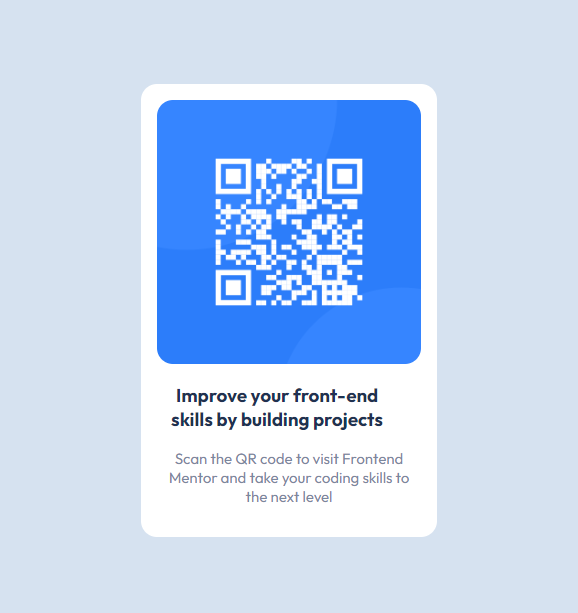 Improve your front-end
skills by building projects
Scan the QR code to visit Frontend
Mentor and take your coding skills to
the next level